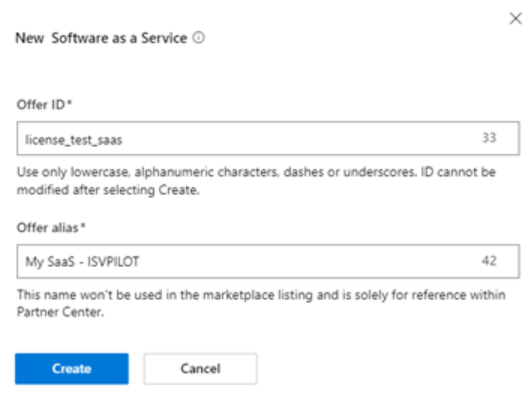 New Software as a Service
Offer ID*
license_test_saas 33
Use only lowercase, alphanumeric characters, dashes or underscores. ID cannot be
modified after selecting Create.
Offer alias*
My SaaS - ISVPILOT 42
This name won't be used in the marketplace listing and is solely for reference within
Partner Center.
Create Cancel